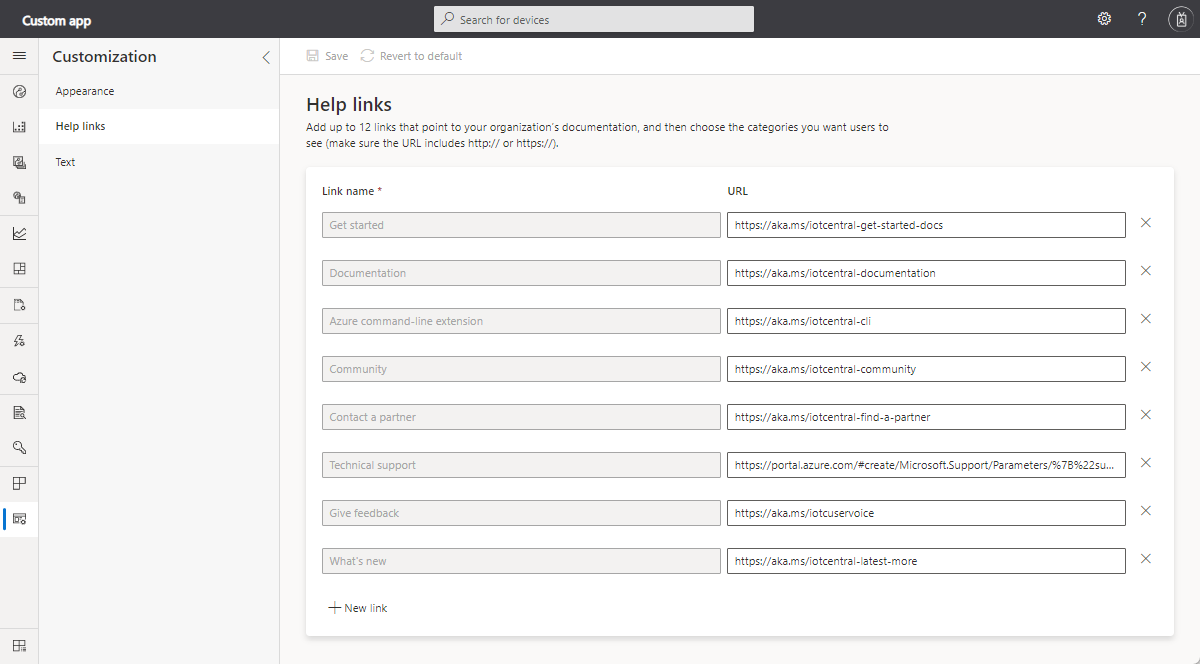 Custom app
Search for devices
Customization
Appearance
Help links
Text
Save
Revert to default
Help links
Add up to 12 links that point to your organization's documentation, and then choose the categories you want users to
see (make sure the URL includes http:// or https://).
Link name * URL
Get started https://aka.ms/iotcentral-get-started-docs
Documentation https://aka.ms/iotcentral-documentation
Azure command-line extension https://aka.ms/iotcentral-cli
Community https://aka.ms/iotcentral-community
Contact a partner https://aka.ms/iotcentral-find-a-partner
Technical support https://portal.azure.com/#create/Microsoft.Support/Parameters/%7B%22su...
Give feedback https://aka.ms/iotcuservoice
What's new https://aka.ms/iotcentral-latest-more
New link